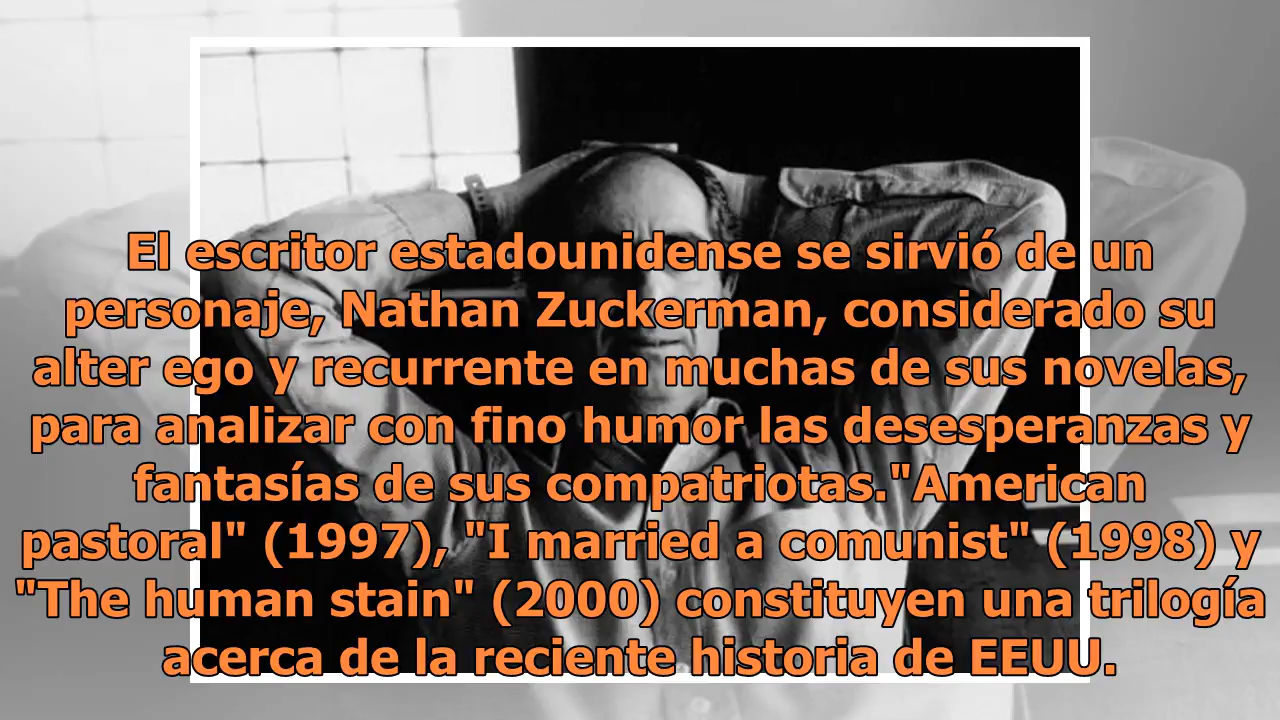 El escritor estadounidense se sirvió de un
personaje, Nathan Zuckerman, considerado su
alter ego y recurrente en muchas de sus novelas,
para analizar con fino humor las desesperanzas y
fantasías de sus compatriotas."American
pastoral" (1997), "I married a comunist" (1998) y
"The human stain" (2000) constituyen una trilogía
acerca de la reciente historia de EEUU.